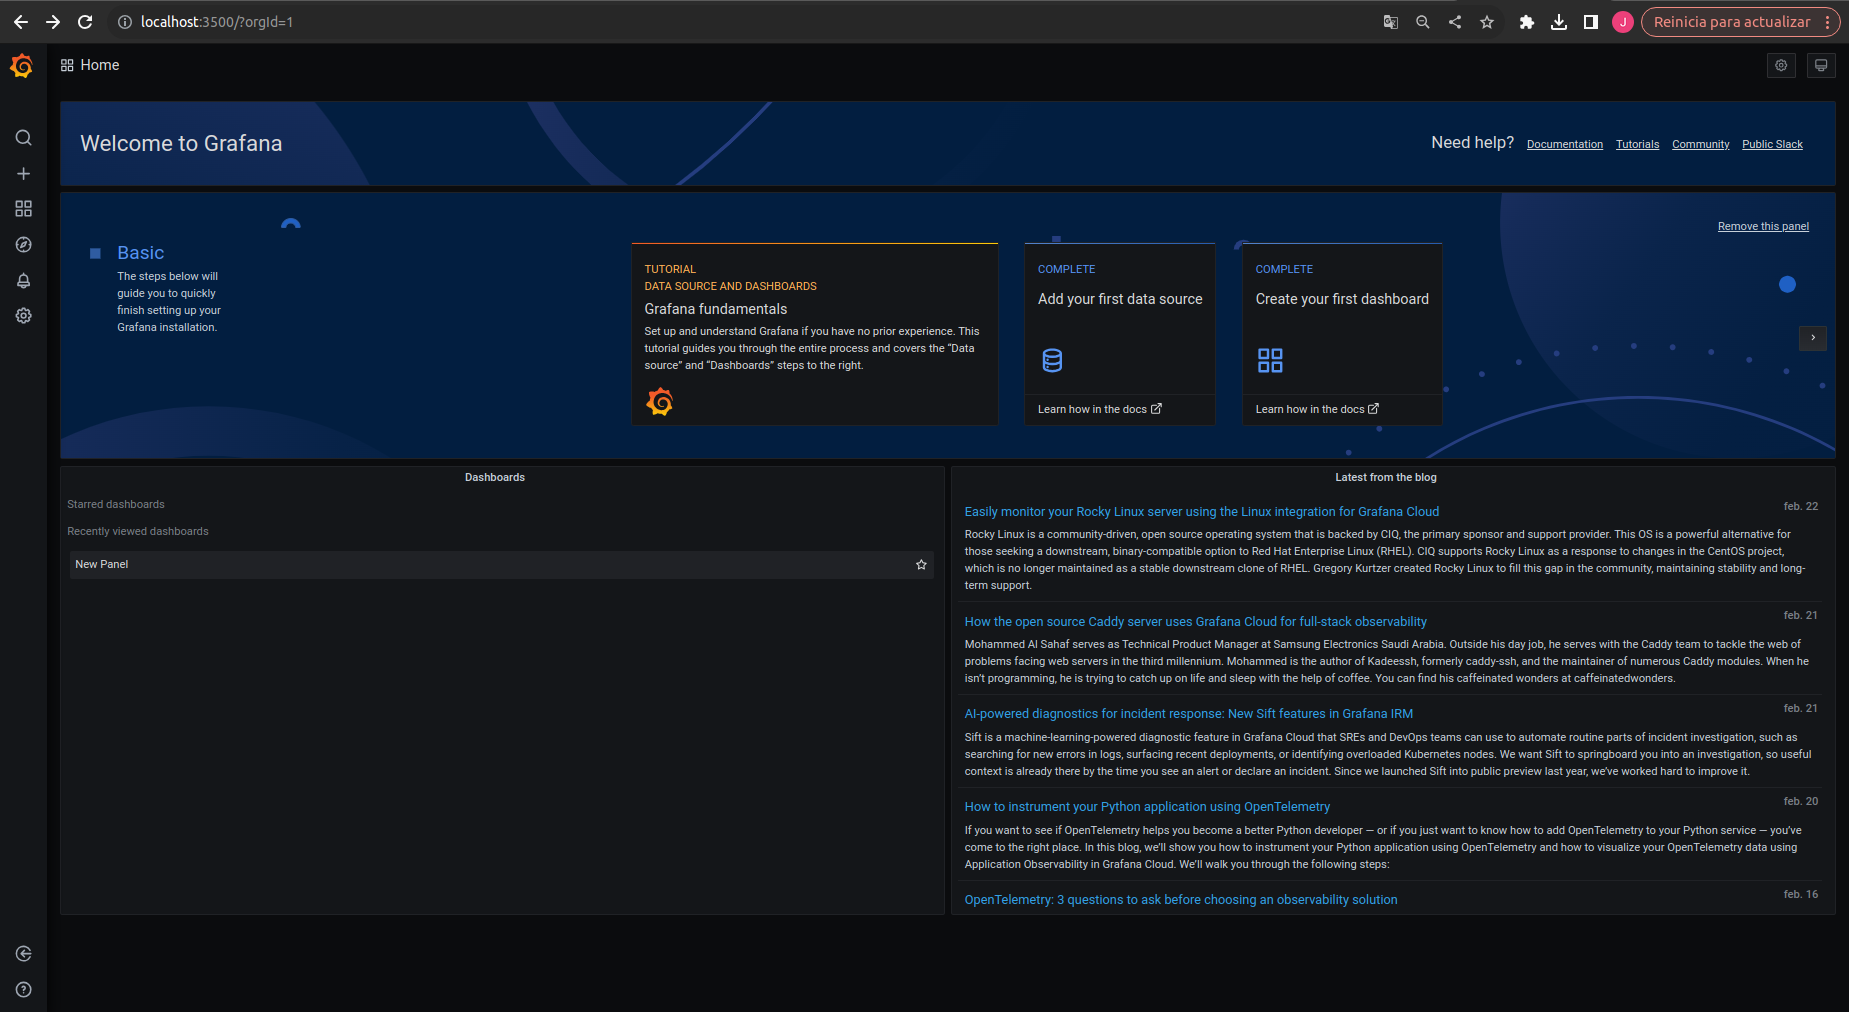 localhost:3500/?orgId=1
J
Reinicia para actualizar
Home
Welcome to Grafana
Need help?
Documentation
Tutorials
Community
Public Slack
Remove this panel
Basic
The steps below will
guide you to quickly
finish setting up your
Grafana installation.
TUTORIAL
DATA SOURCE AND DASHBOARDS
Grafana fundamentals
Set up and understand Grafana if you have no prior experience. This
tutorial guides you through the entire process and covers the “Data
source” and “Dashboards” steps to the right.
COMPLETE
Add your first data source
Learn how in the docs
COMPLETE
Create your first dashboard
Learn how in the docs
Dashboards
Starred dashboards
Recently viewed dashboards
New Panel
Latest from the blog
Easily monitor your Rocky Linux server using the Linux integration for Grafana Cloud
feb. 22
Rocky Linux is a community-driven, open source operating system that is backed by CIQ, the primary sponsor and support provider. This OS is a powerful alternative for
those seeking a downstream, binary-compatible option to Red Hat Enterprise Linux (RHEL). CIQ supports Rocky Linux as a response to changes in the CentOS project,
which is no longer maintained as a stable downstream clone of RHEL. Gregory Kurtzer created Rocky Linux to fill this gap in the community, maintaining stability and long-
term support.
How the open source Caddy server uses Grafana Cloud for full-stack observability
feb. 21
Mohammed Al Sahaf serves as Technical Product Manager at Samsung Electronics Saudi Arabia. Outside his day job, he serves with the Caddy team to tackle the web of
problems facing web servers in the third millennium. Mohammed is the author of Kadeessh, formerly caddy-ssh, and the maintainer of numerous Caddy modules. When he
isn’t programming, he is trying to catch up on life and sleep with the help of coffee. You can find his caffeinated wonders at caffeinatedwonders.
AI-powered diagnostics for incident response: New Sift features in Grafana IRM
feb. 21
Sift is a machine-learning-powered diagnostic feature in Grafana Cloud that SREs and DevOps teams can use to automate routine parts of incident investigation, such as
searching for new errors in logs, surfacing recent deployments, or identifying overloaded Kubernetes nodes. We want Sift to springboard you into an investigation, so useful
context is already there by the time you see an alert or declare an incident. Since we launched Sift into public preview last year, we’ve worked hard to improve it.
How to instrument your Python application using OpenTelemetry
feb. 20
If you want to see if OpenTelemetry helps you become a better Python developer — or if you just want to know how to add OpenTelemetry to your Python service — you’ve
come to the right place. In this blog, we’ll show you how to instrument your Python application using OpenTelemetry and how to visualize your OpenTelemetry data using
Application Observability in Grafana Cloud. We’ll walk you through the following steps:
OpenTelemetry: 3 questions to ask before choosing an observability solution
feb. 16